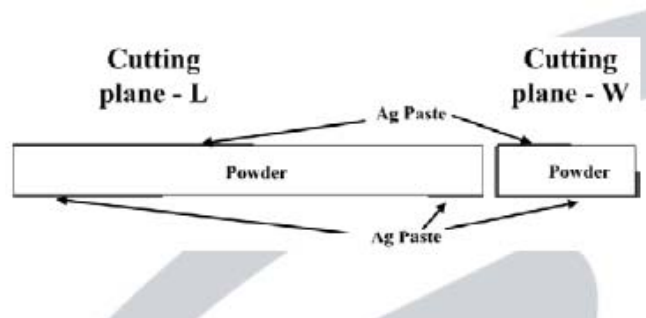 Cutting
plane - L
Cutting
plane - W
Ag Paste
Powder
Powder
Ag Paste